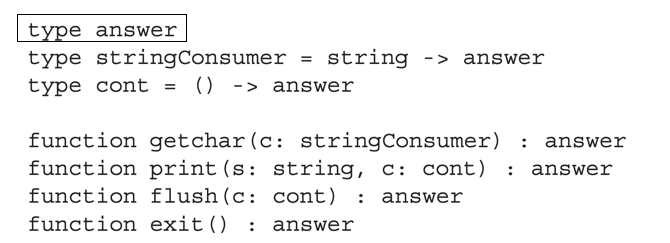 type answer
type stringConsumer = string -> answer
type cont = () -> answer
function getchar(c: stringConsumer) : answer
function print(s: string, c: cont) : answer
function flush(c: cont) : answer
function exit() : answer